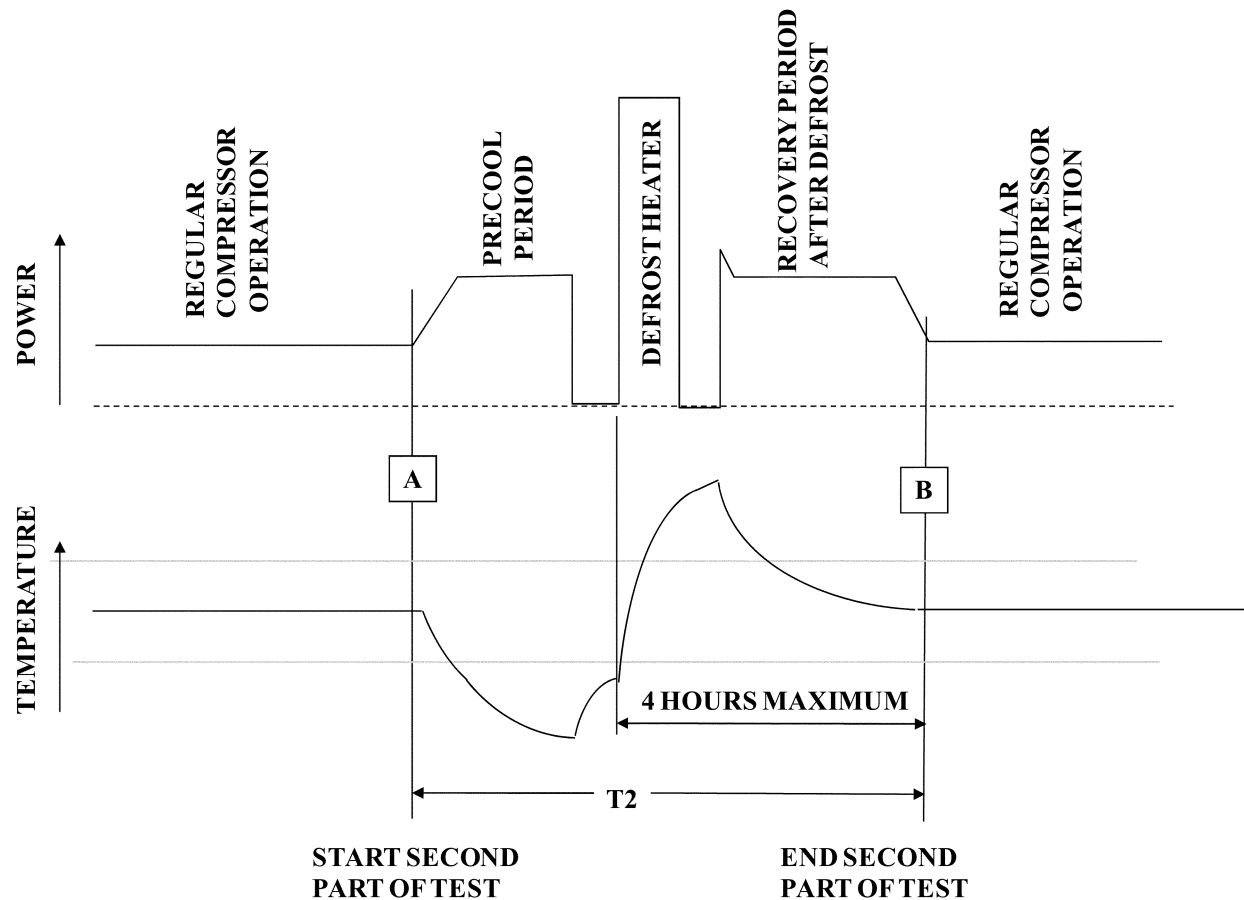 REGULAR
COMPRESSOR
OPERATION
PRECOOL
PERIOD
DEFROST HEATER
RECOVERY PERIOD
AFTER DEFROST
REGULAR
COMPRESSOR
OPERATION
POWER
A
B
TEMPERATURE
4 HOURS MAXIMUM
T2
START SECOND
PART OF TEST
END SECOND
PART OF TEST